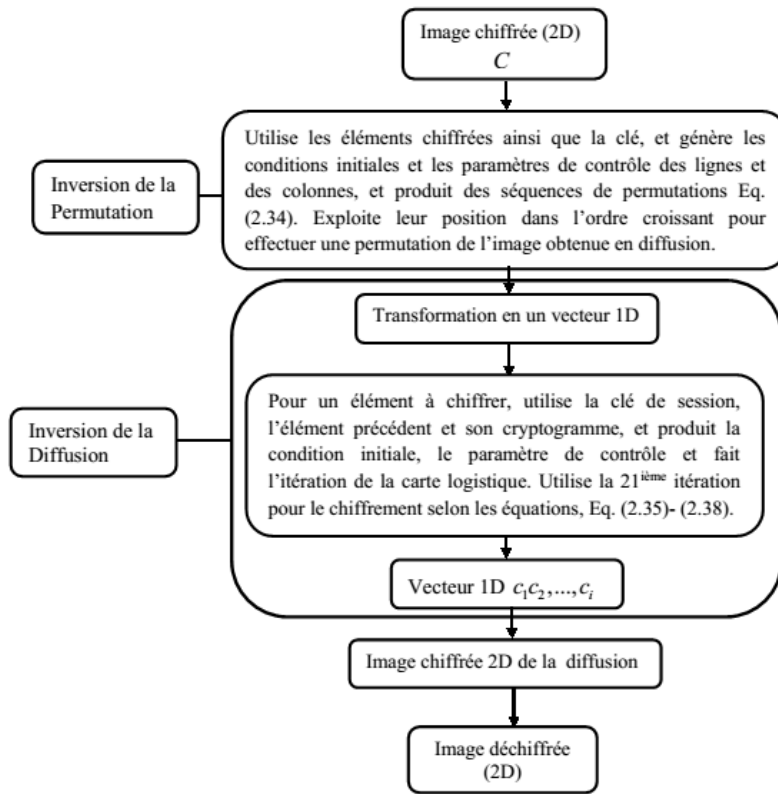 Image chiffrée (2D)
C
Utilise les éléments chiffrées ainsi que la clé, et génère les
conditions initiales et les paramètres de contrôle des lignes et
des colonnes, et produit des séquences de permutations Eq.
(2.34). Exploite leur position dans l’ordre croissant pour
effectuer une permutation de l’image obtenue en diffusion.
Inversion de la
Permutation
Transformation en un vecteur 1D
Pour un élément à chiffrer, utilise la clé de session,
l’élément précédent et son cryptogramme, et produit la
condition initiale, le paramètre de contrôle et fait
l’itération de la carte logistique. Utilise la 21ième itération
pour le chiffrement selon les équations, Eq. (2.35)- (2.38).
Inversion de la
Diffusion
Vecteur 1D c₁c₂,...,cᵢ
Image chiffrée 2D de la diffusion
Image déchiffrée
(2D)